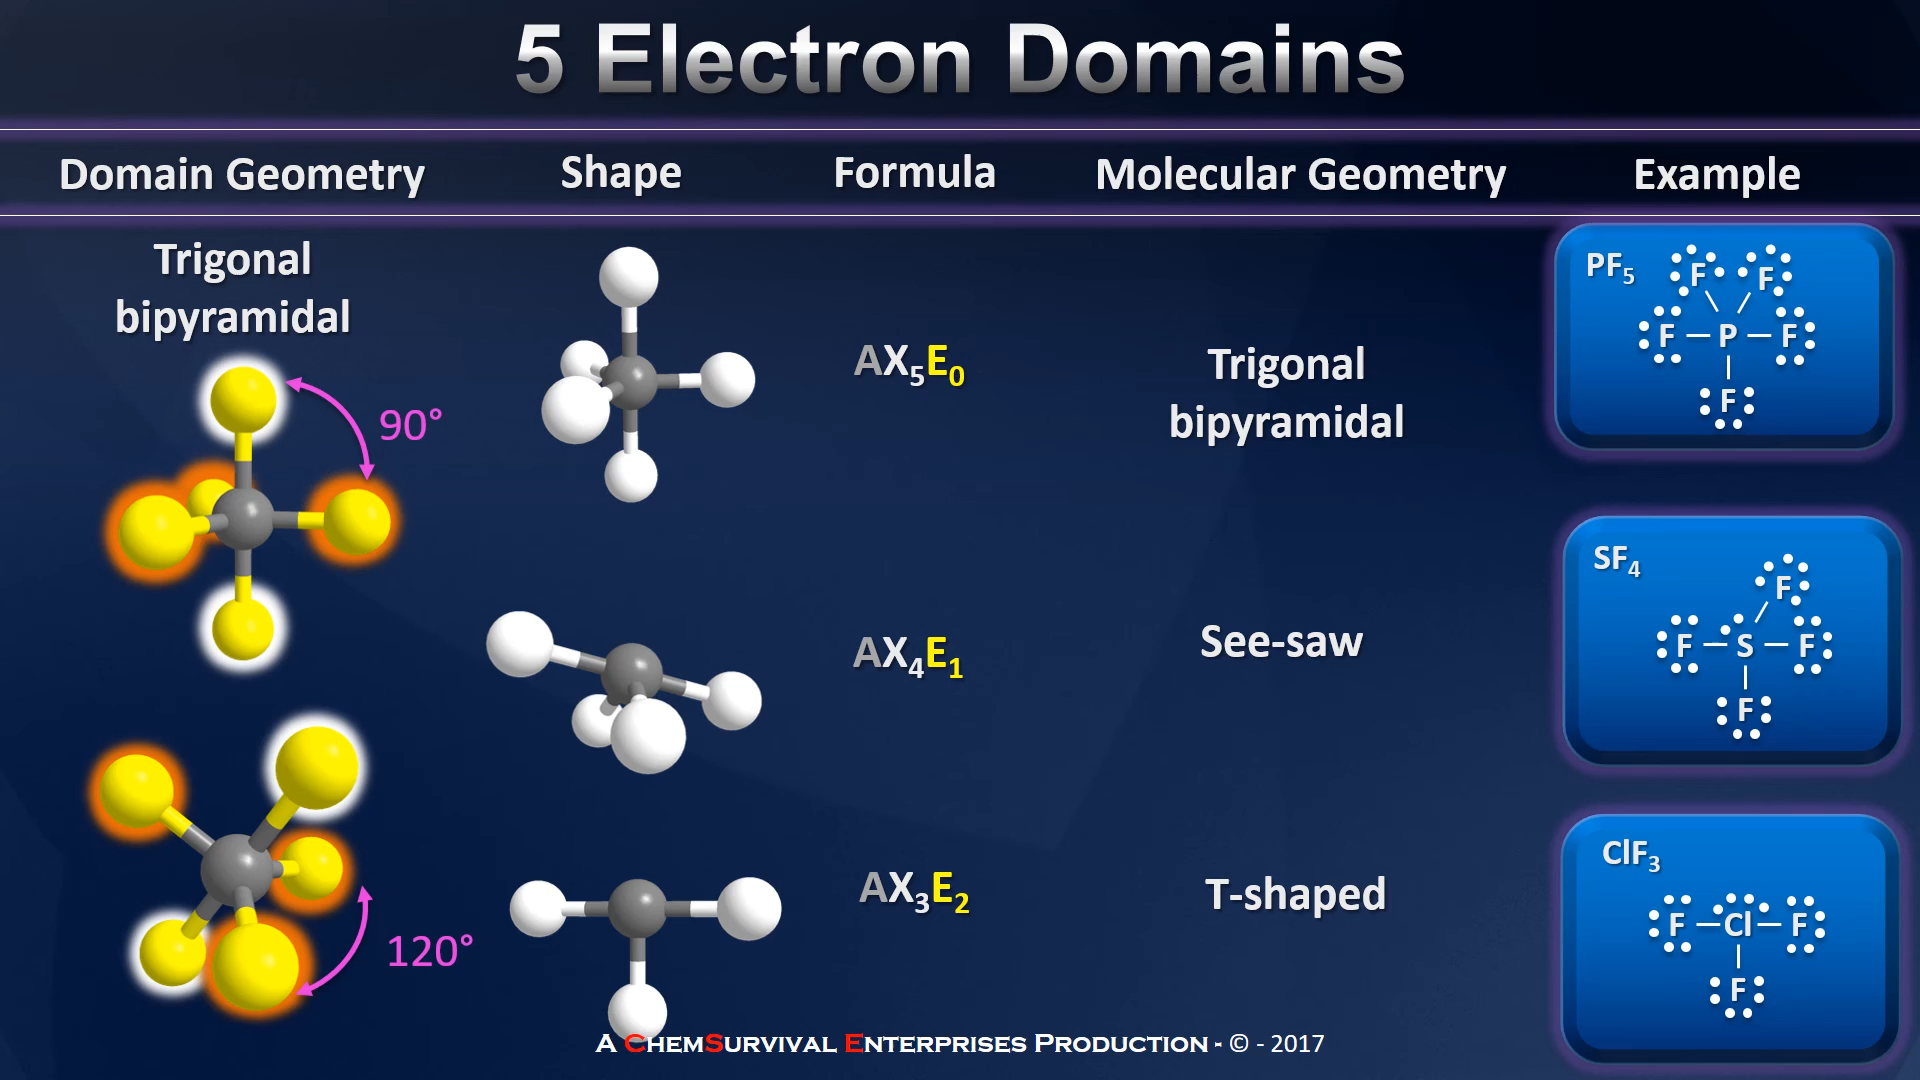 5 Electron Domains
Domain Geometry Shape Formula Molecular Geometry Example
Trigonal
bipyramidal
90°
120°
AX₅E₀
Trigonal
bipyramidal
PF₅
F F
F P F
F
AX₄E₁
See-saw
SF₄
F
F S F
F
AX₃E₂
T-shaped
ClF₃
F Cl F
F
A ChemSurvival Enterprises Production - © - 2017